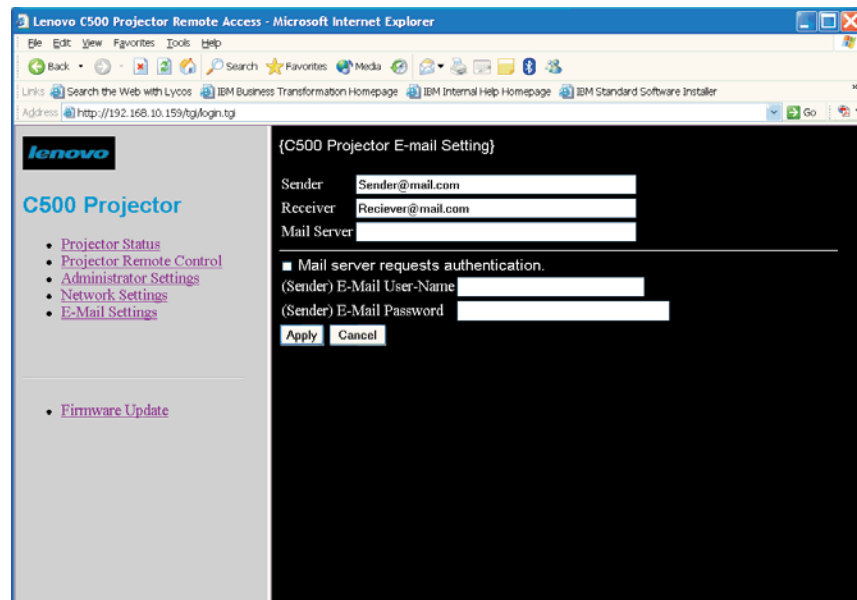 Lenovo C500 Projector Remote Access - Microsoft Internet Explorer
File Edit View Favorites Tools Help
Back Search Favorites Media
Links Search the Web with Lycos IBM Business Transformation Homepage IBM Internal Help Homepage IBM Standard Software Installer
Address http://192.168.10.159/tgi/login.tgi Go
lenovo
C500 Projector
Projector Status
Projector Remote Control
Administrator Settings
Network Settings
E-Mail Settings
Firmware Update
{C500 Projector E-mail Setting}
Sender Sender@mail.com
Receiver Reciever@mail.com
Mail Server
Mail server requests authentication.
(Sender) E-Mail User-Name
(Sender) E-Mail Password
Apply Cancel